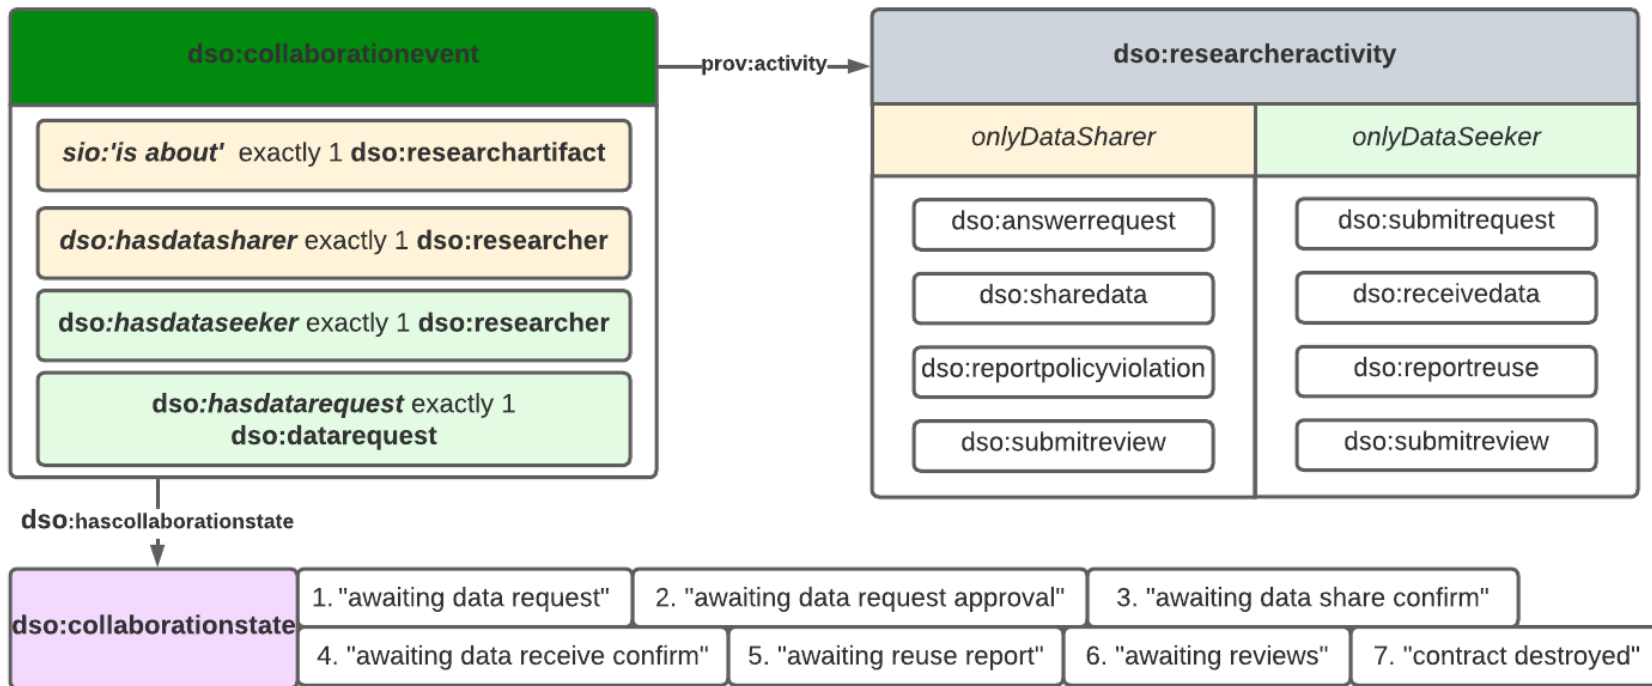 dso:collaborationevent
prov:activity
dso:researcheractivity
sio:'is about'  exactly 1 dso:researchartifact
dso:hasdatasharer exactly 1 dso:researcher
dso:hasdataseeker exactly 1 dso:researcher
dso:hasdatarequest exactly 1
dso:datarequest
onlyDataSharer
onlyDataSeeker
dso:answerrequest
dso:submitrequest
dso:sharedata
dso:receivedata
dso:reportpolicyviolation
dso:reportreuse
dso:submitreview
dso:submitreview
dso:hascollaborationstate
dso:collaborationstate
1. "awaiting data request"
2. "awaiting data request approval"
3. "awaiting data share confirm"
4. "awaiting data receive confirm"
5. "awaiting reuse report"
6. "awaiting reviews"
7. "contract destroyed"